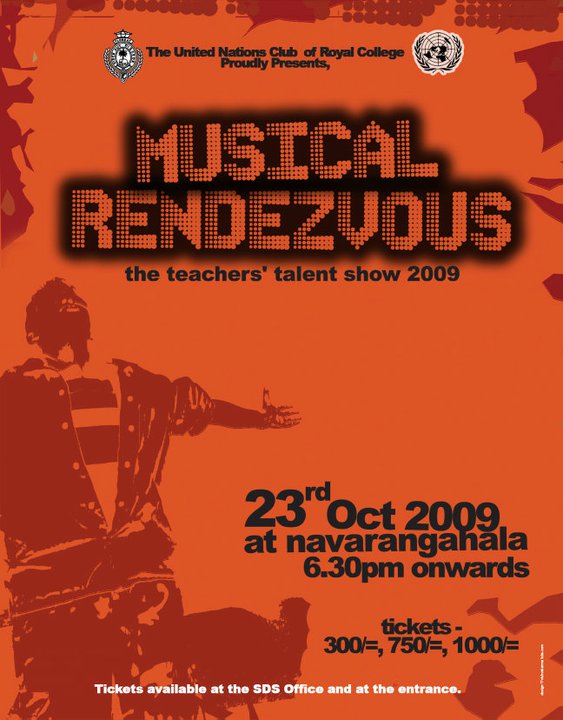 The United Nations Club of Royal College
Proudly Presents,
MUSICAL
RENDEZVOUS
the teachers' talent show 2009
23rd Oct 2009
at navarangahala
6.30pm onwards
tickets -
300/=, 750/=, 1000/=
Tickets available at the SDS Office and at the entrance.